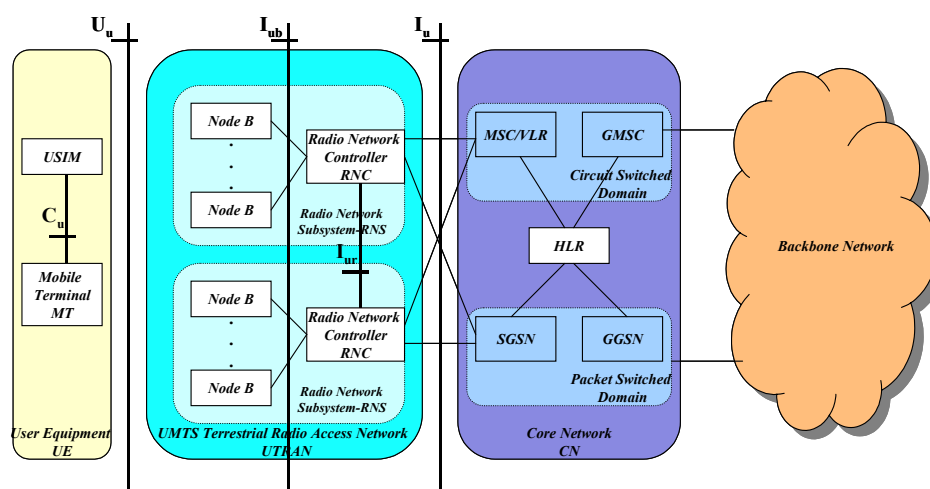 Uu
Iub
Iu
USIM
Cu
Mobile
Terminal
MT
User Equipment
UE
Node B
Node B
Radio Network
Controller
RNC
Radio Network
Subsystem-RNS
Iur
Node B
Node B
Radio Network
Controller
RNC
Radio Network
Subsystem-RNS
UMTS Terrestrial Radio Access Network
UTRAN
MSC/VLR
GMSC
Circuit Switched
Domain
HLR
SGSN
GGSN
Packet Switched
Domain
Core Network
CN
Backbone Network